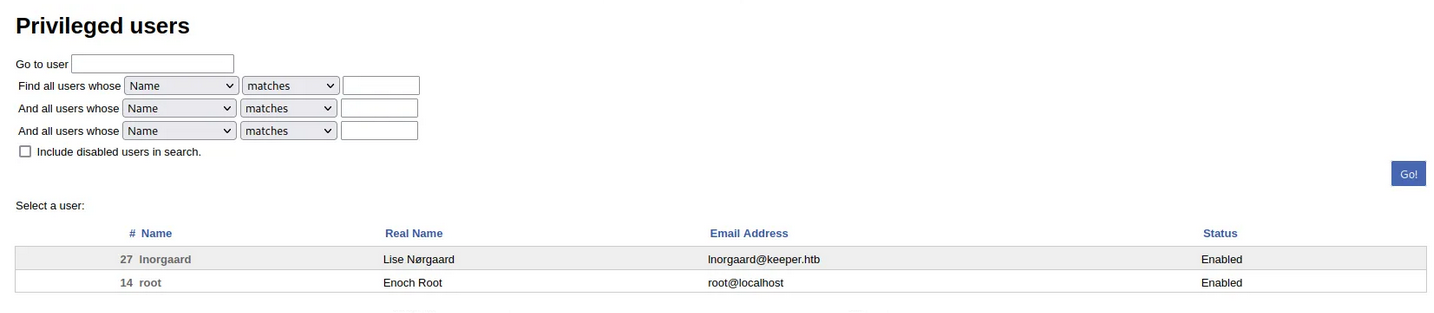 Privileged users
Go to user
Find all users whose Name matches
And all users whose Name matches
And all users whose Name matches
Include disabled users in search.
Go!
Select a user:
# Name Real Name Email Address Status
27 lnorgaard Lise Nørgaard lnorgaard@keeper.htb Enabled
14 root Enoch Root root@localhost Enabled